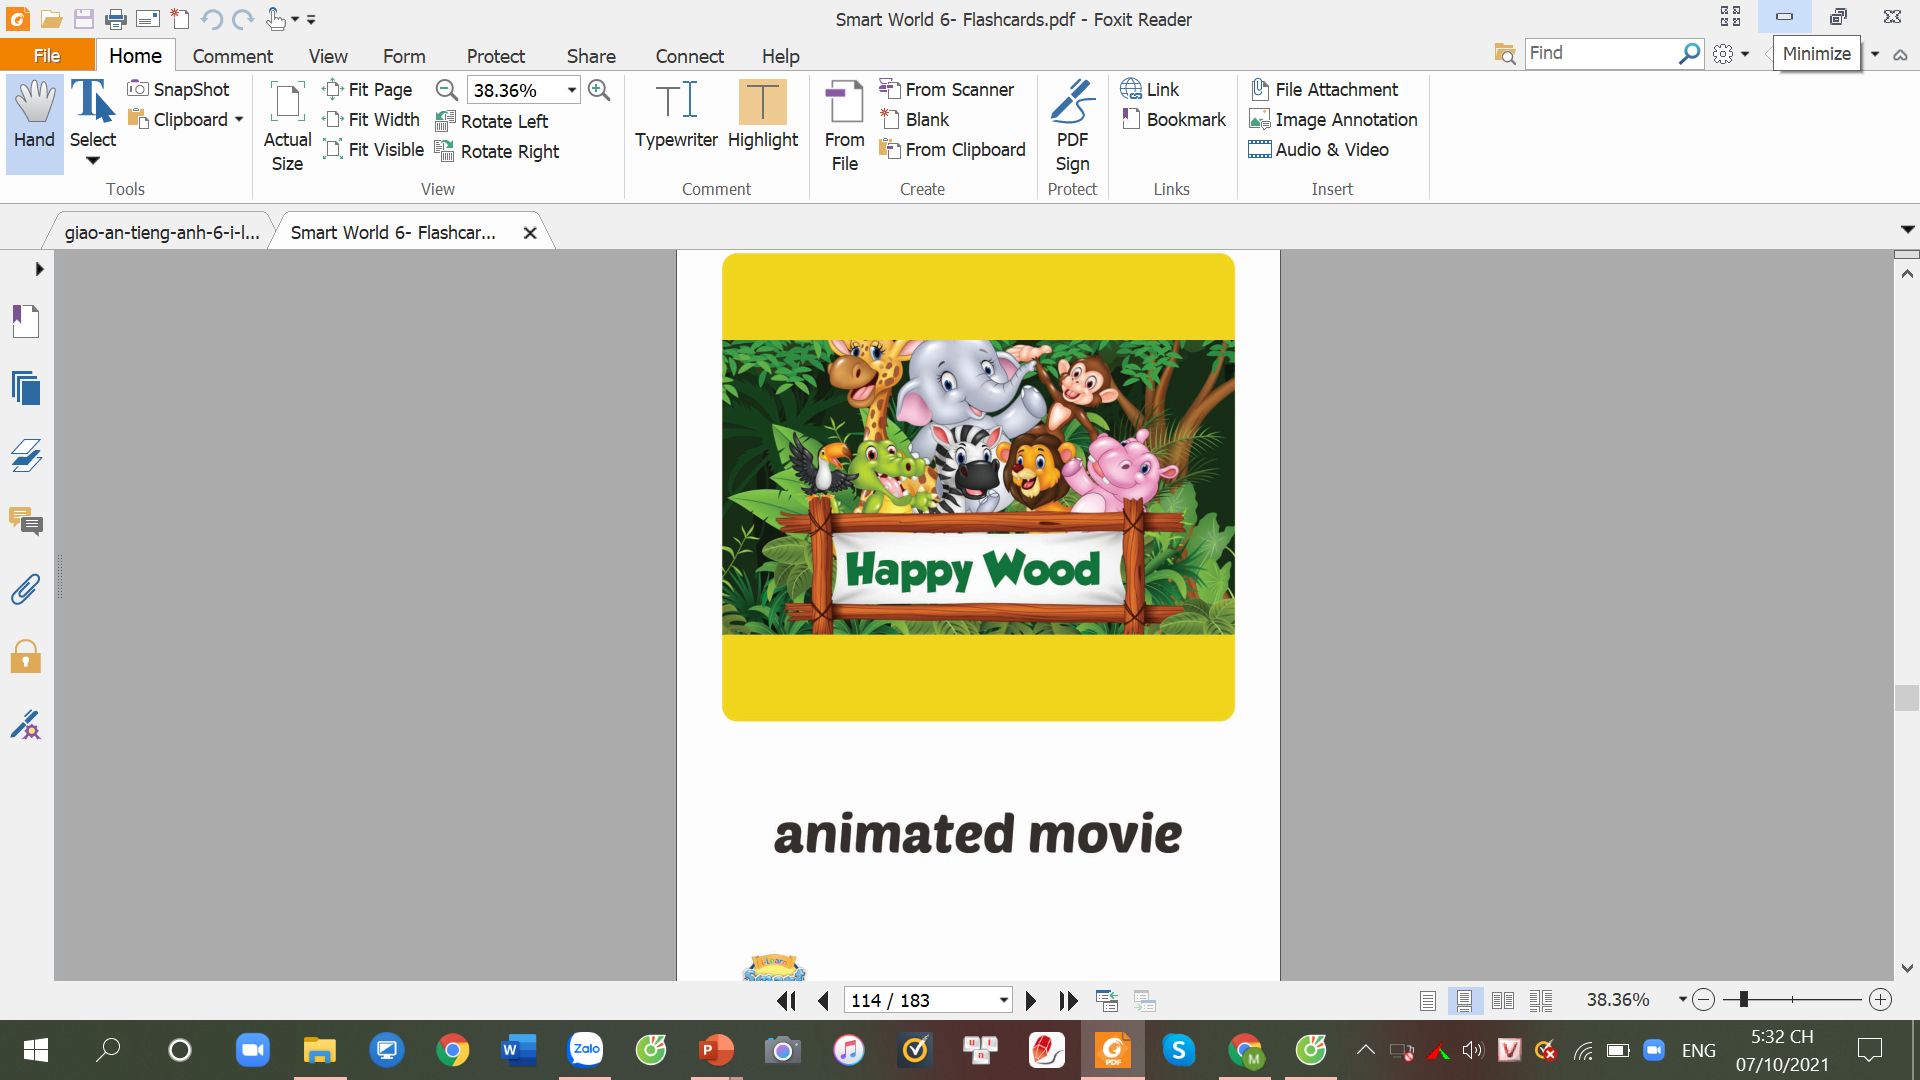 Smart World 6- Flashcards.pdf - Foxit Reader
File Home Comment View Form Protect Share Connect Help
Find
Minimize
Hand
Select
SnapShot
Clipboard
Tools
Actual Size
Fit Page
Fit Width
Fit Visible
38.36%
Rotate Left
Rotate Right
View
Typewriter
Highlight
Comment
From File
From Scanner
Blank
From Clipboard
Create
PDF Sign
Protect
Link
Bookmark
Links
File Attachment
Image Annotation
Audio & Video
Insert
giao-an-tieng-anh-6-i-l...
Smart World 6- Flashcar...
Happy Wood
animated movie
i-Learn
114 / 183
38.36%
Zalo
PDF
ENG
5:32 CH
07/10/2021